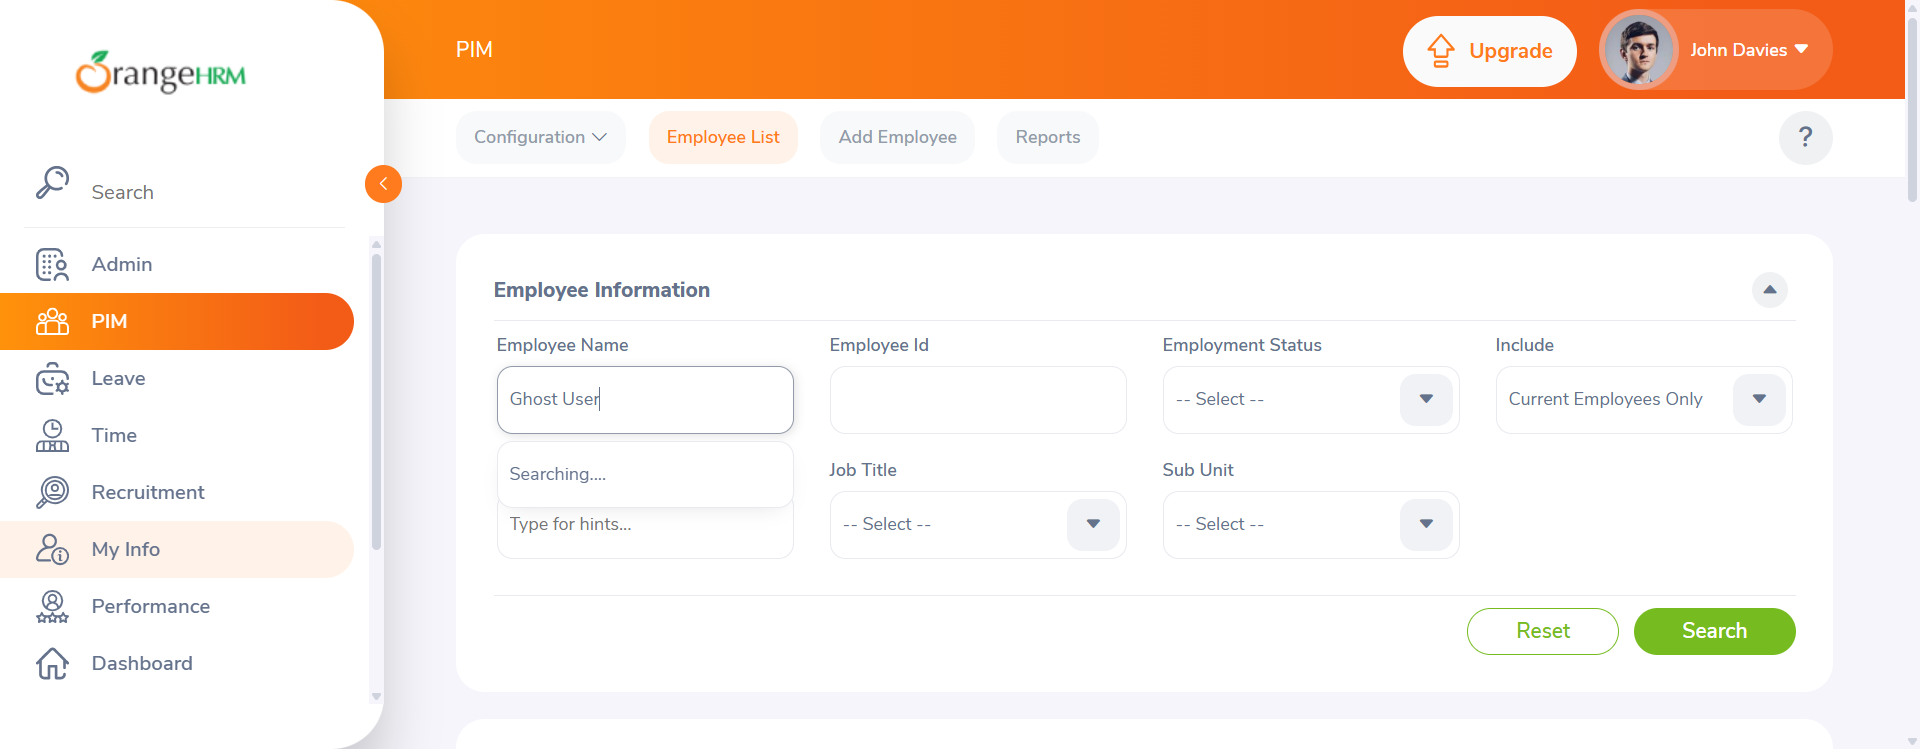 OrangeHRM
PIM
Upgrade
John Davies
Search
Configuration
Employee List
Add Employee
Reports
?
Admin
PIM
Leave
Time
Recruitment
My Info
Performance
Dashboard
Employee Information
Employee Name
Employee Id
Employment Status
Include
Ghost User
-- Select --
Current Employees Only
Searching....
Job Title
Sub Unit
Type for hints...
-- Select --
-- Select --
Reset
Search